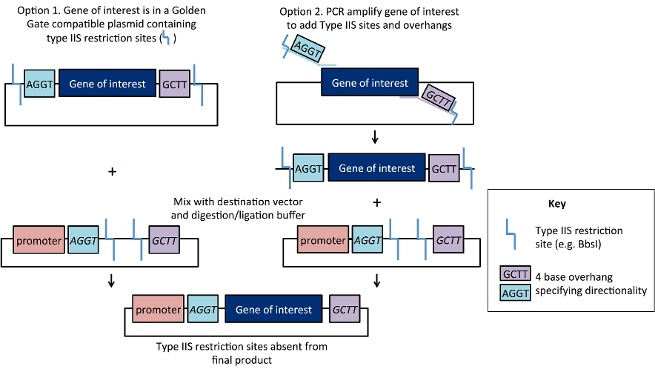 Option 1. Gene of interest is in a Golden
Gate compatible plasmid containing
type IIS restriction sites ( )
AGGT
Gene of interest
GCTT
+
Option 2. PCR amplify gene of interest
to add Type IIS sites and overhangs
AGGT
Gene of interest
GCTT
AGGT
Gene of interest
GCTT
+
Mix with destination vector
and digestion/ligation buffer
promoter
AGGT
GCTT
promoter
AGGT
GCTT
promoter
AGGT
Gene of interest
GCTT
Type IIS restriction sites absent from
final product
Key
Type IIS restriction
site (e.g. BbsI)
GCTT
AGGT
4 base overhang
specifying directionality